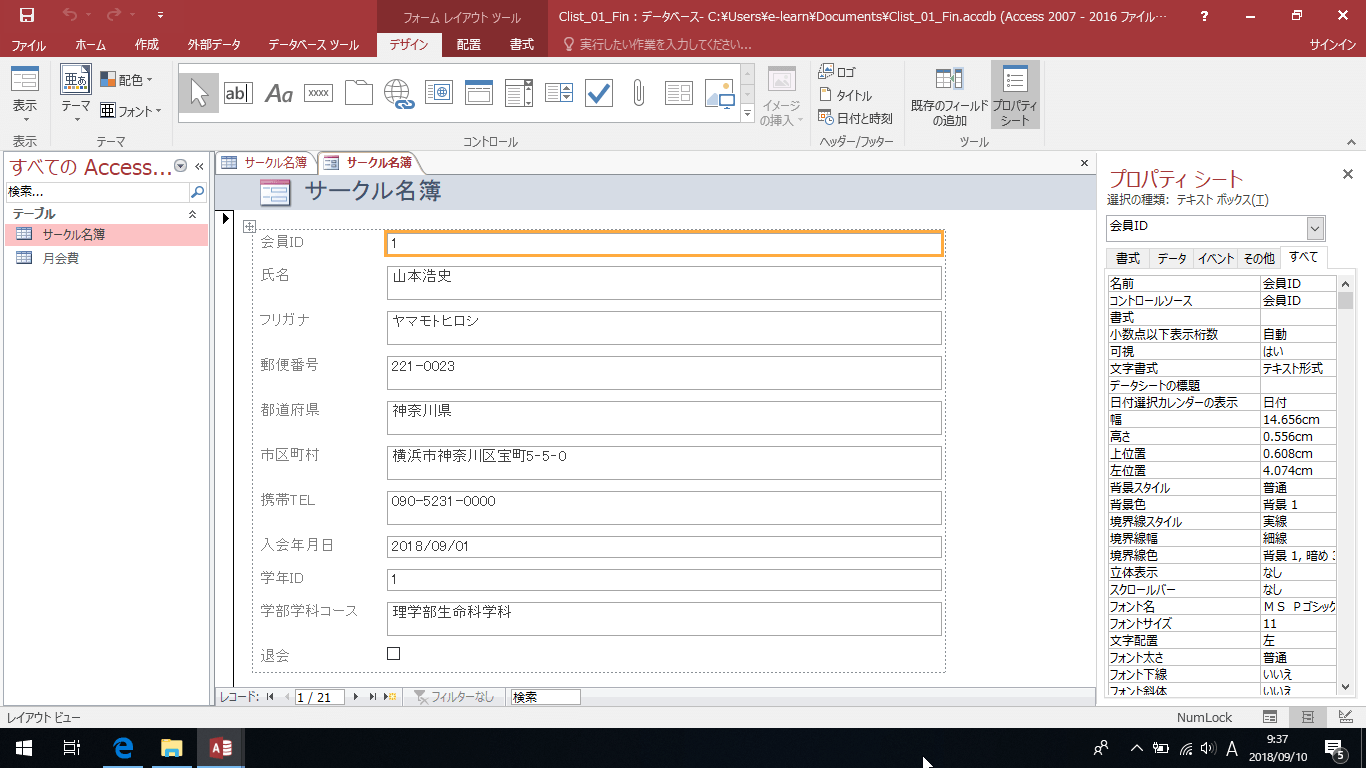 フォーム レイアウト ツール
Clist_01_Fin : データベース- C:¥Users¥e-learn¥Documents¥Clist_01_Fin.accdb (Access 2007 - 2016 ファイル…
?
ファイル ホーム 作成 外部データ データベース ツール デザイン 配置 書式 実行したい作業を入力してください... サインイン
表示
亜あ
テーマ
配色
フォント
ab|
Aa
xxxx
イメージ
の挿入
ロゴ
タイトル
日付と時刻
既存のフィールド
の追加
プロパティ
シート
表示 テーマ コントロール ヘッダー/フッター ツール
すべての Access...
検索...
テーブル
サークル名簿
月会費
サークル名簿 サークル名簿
サークル名簿
会員ID 1
氏名 山本浩史
フリガナ ヤマモトヒロシ
郵便番号 221-0023
都道府県 神奈川県
市区町村 横浜市神奈川区宝町5-5-0
携帯TEL 090-5231-0000
入会年月日 2018/09/01
学年ID 1
学部学科コース 理学部生命科学科
退会
レコード: 1 / 21 フィルターなし 検索
プロパティ シート
選択の種類: テキスト ボックス(T)
会員ID
書式 データ イベント その他 すべて
名前 会員ID
コントロールソース 会員ID
書式
小数点以下表示桁数 自動
可視 はい
文字書式 テキスト形式
データシートの標題
日付選択カレンダーの表示 日付
幅 14.656cm
高さ 0.556cm
上位置 0.608cm
左位置 4.074cm
背景スタイル 普通
背景色 背景 1
境界線スタイル 実線
境界線幅 細線
境界線色 背景 1, 暗め
立体表示 なし
スクロールバー なし
フォント名 ＭＳ Ｐゴシック
フォントサイズ 11
文字配置 左
フォント太さ 普通
フォント下線 いいえ
フォント斜体 いいえ
レイアウト ビュー NumLock
A
9:37
2018/09/10
5